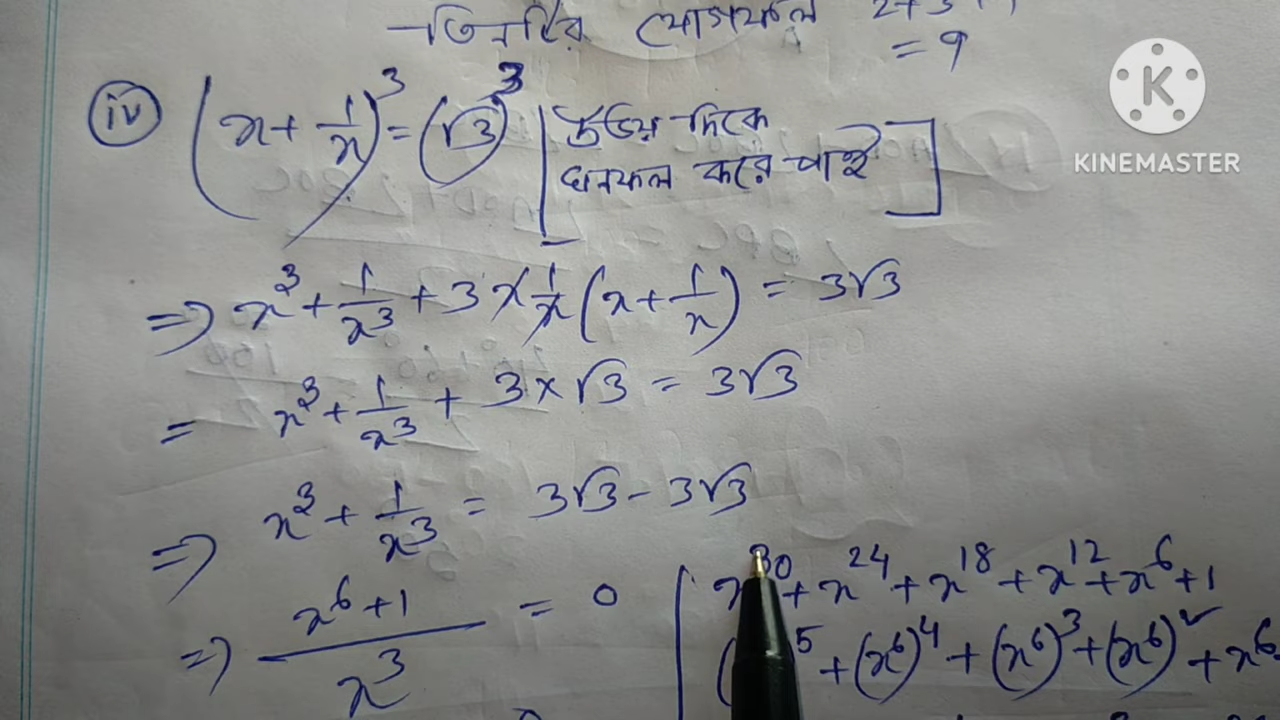 তিনটির যোগফল
= 9
(iv) (x + 1/x)³ = (√3)³ [উভয় দিকে
ঘনফল করে পাই]
KINEMASTER
=> x³ + 1/x³ + 3 x 1/x (x + 1/x) = 3√3
= x³ + 1/x³ + 3 × √3 = 3√3
=> x³ + 1/x³ = 3√3 - 3√3
=> (x⁶ + 1)/x³ = 0
x³⁰ + x²⁴ + x¹⁸ + x¹² + x⁶ + 1
⁵ + (x⁶)⁴ + (x⁶)³ + (x⁶)² + x⁶